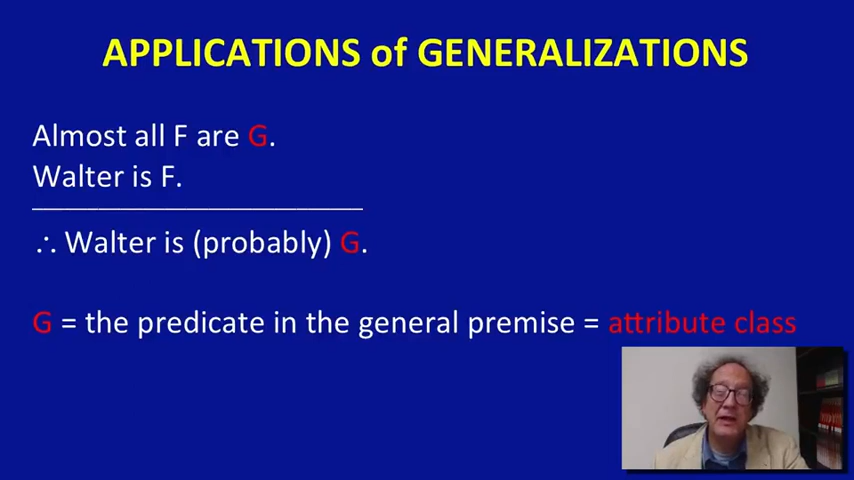 APPLICATIONS of GENERALIZATIONS
Almost all F are G.
Walter is F.
∴ Walter is (probably) G.
G = the predicate in the general premise = attribute class